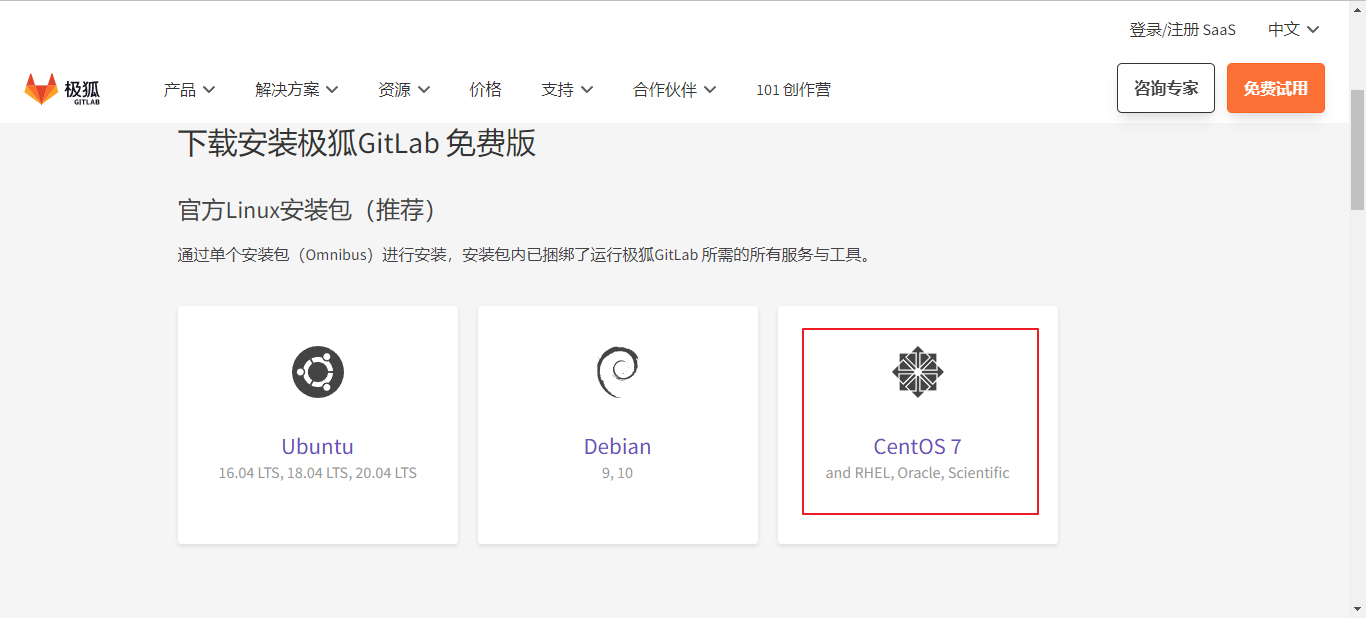 登录/注册 SaaS 中文
极狐 GITLAB 产品 解决方案 资源 价格 支持 合作伙伴 101 创作营 咨询专家 免费试用
下载安装极狐GitLab 免费版
官方Linux安装包（推荐）
通过单个安装包（Omnibus）进行安装，安装包内已捆绑了运行极狐GitLab 所需的所有服务与工具。
Ubuntu
16.04 LTS, 18.04 LTS, 20.04 LTS
Debian
9, 10
CentOS 7
and RHEL, Oracle, Scientific